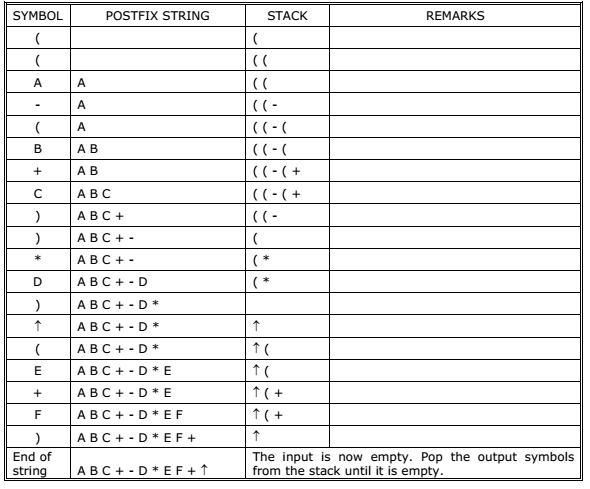 SYMBOL POSTFIX STRING STACK REMARKS
( (
( ( (
A A ( (
- A ( ( -
( A ( ( - (
B A B ( ( - (
+ A B ( ( - ( +
C A B C ( ( - ( +
) A B C + ( ( -
) A B C + - (
* A B C + - ( *
D A B C + - D ( *
) A B C + - D *
↑ A B C + - D * ↑
( A B C + - D * ↑ (
E A B C + - D * E ↑ (
+ A B C + - D * E ↑ ( +
F A B C + - D * E F ↑ ( +
) A B C + - D * E F + ↑
End of
string A B C + - D * E F + ↑ The input is now empty. Pop the output symbols
from the stack until it is empty.